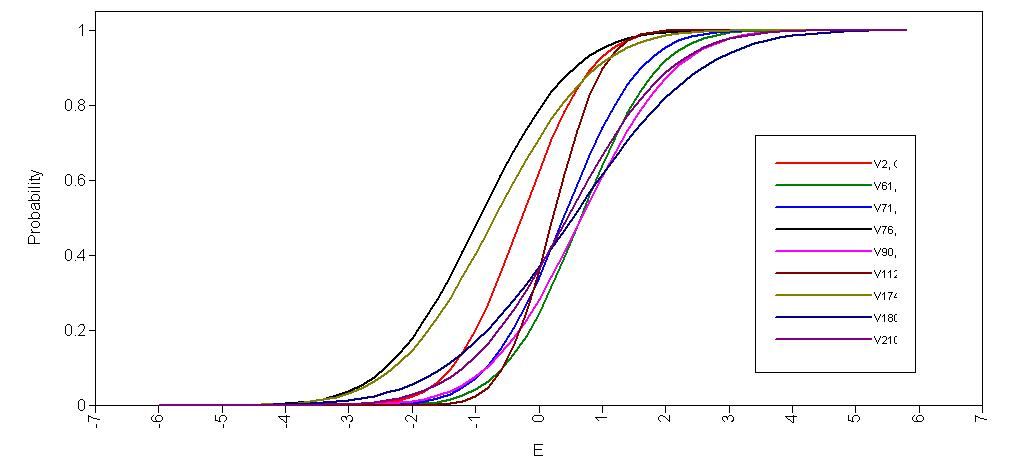 1
0.8
0.6
0.4
0.2
0
Probability
-7 -6 -5 -4 -3 -2 -1 0 1 2 3 4 5 6 7
E
V2, (
V61,
V71,
V76,
V90,
V112
V174
V180
V210